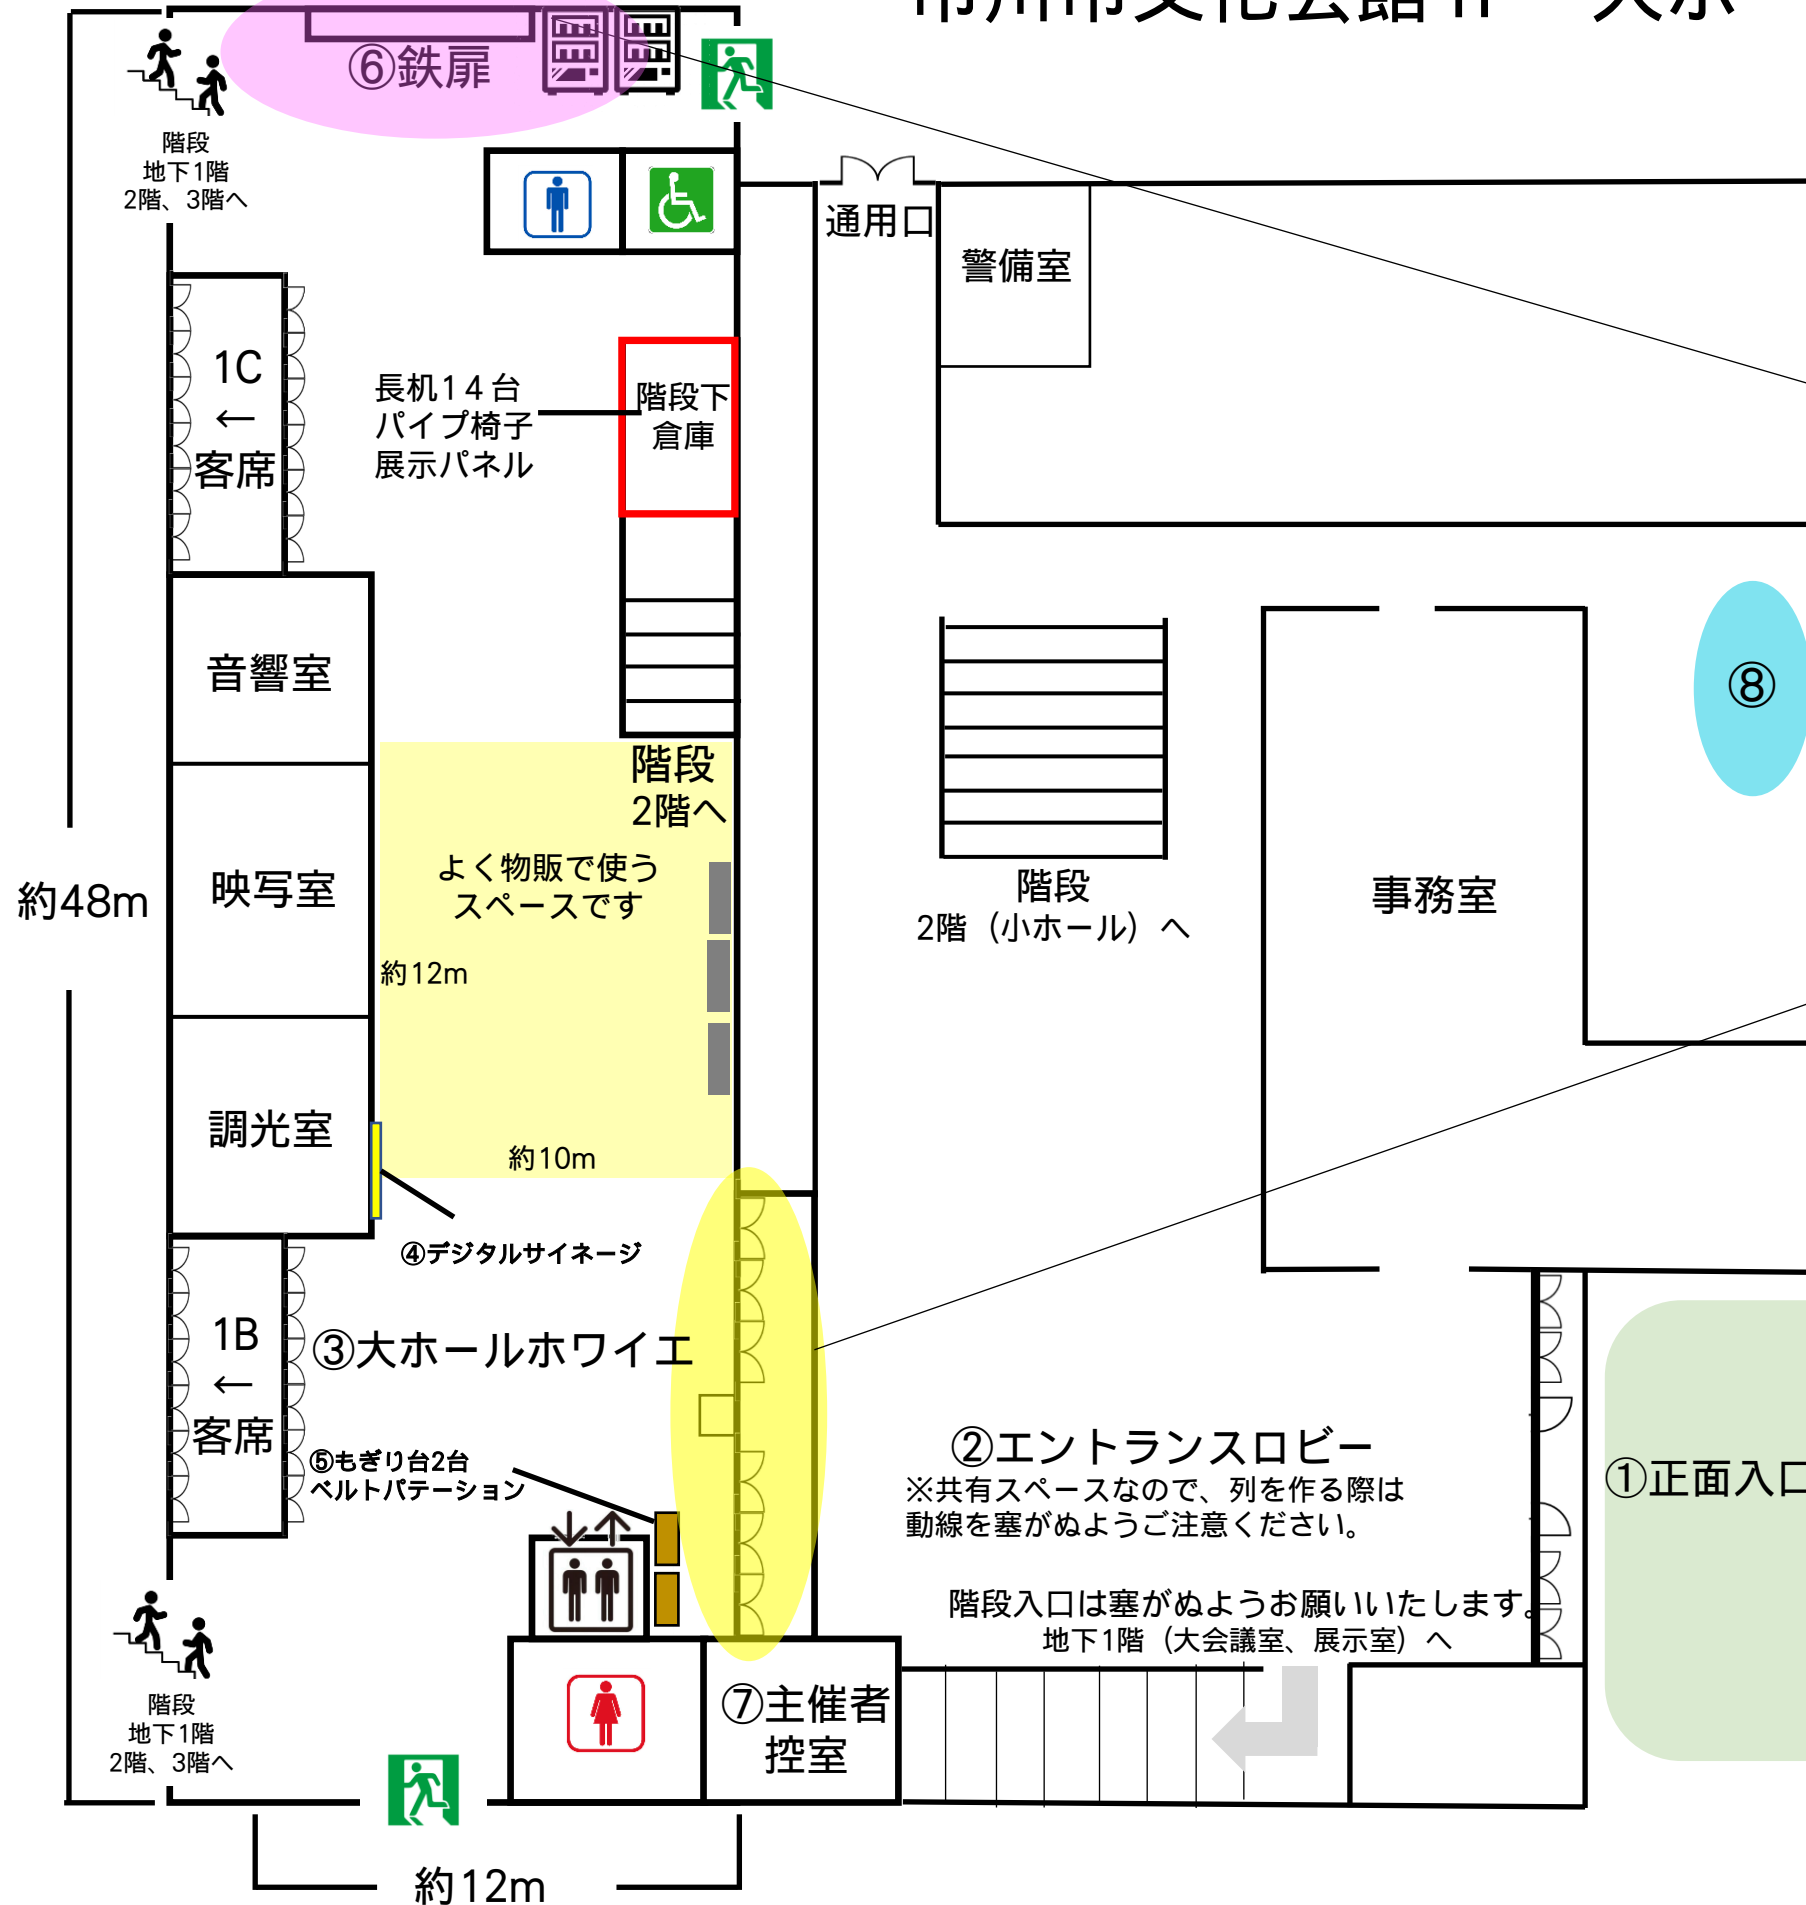 市川市文化会館 1F 大ホ
⑥鉄扉
階段
地下1階
2階、3階へ
通用口
警備室
1C
←
客席
長机14台
パイプ椅子
展示パネル
階段下
倉庫
音響室
⑧
階段
2階へ
よく物販で使う
スペースです
約48m
映写室
階段
2階（小ホール）へ
事務室
約12m
調光室
約10m
④デジタルサイネージ
1B
←
客席
③大ホールホワイエ
⑤もぎり台2台
ベルトパテーション
②エントランスロビー
※共有スペースなので、列を作る際は
動線を塞がぬようご注意ください。
①正面入口
階段入口は塞がぬようお願いいたします。
地下1階（大会議室、展示室）へ
階段
地下1階
2階、3階へ
⑦主催者
控室
約12m